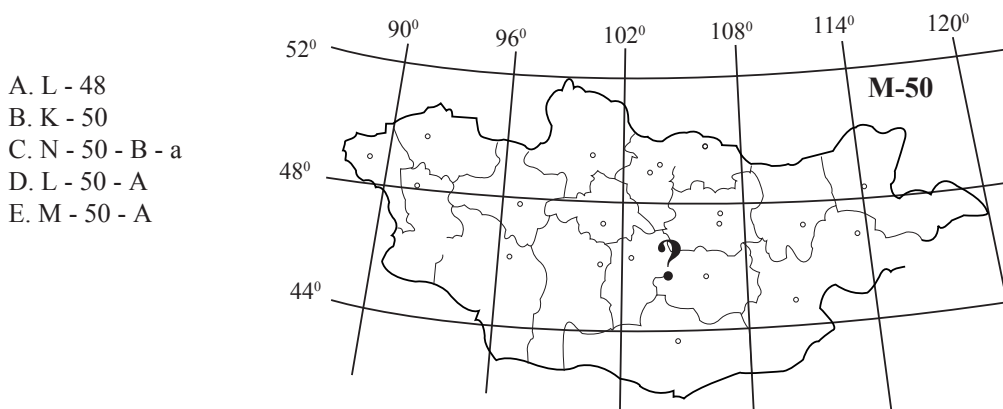 A. L - 48
B. K - 50
C. N - 50 - B - a
D. L - 50 - A
E. M - 50 - A
90⁰ 96⁰ 102⁰ 108⁰ 114⁰ 120⁰
52⁰
M-50
48⁰
?
44⁰